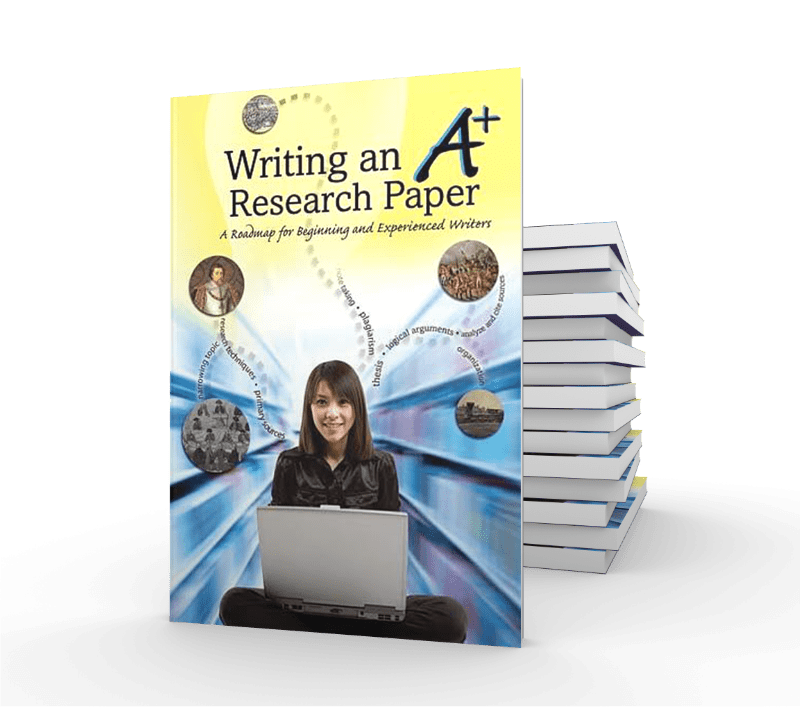 Writing an A+
Research Paper
A Roadmap for Beginning and Experienced Writers
note taking • plagiarism
thesis • logical arguments • analyze and cite sources
organization
narrowing topic
research techniques • primary sources